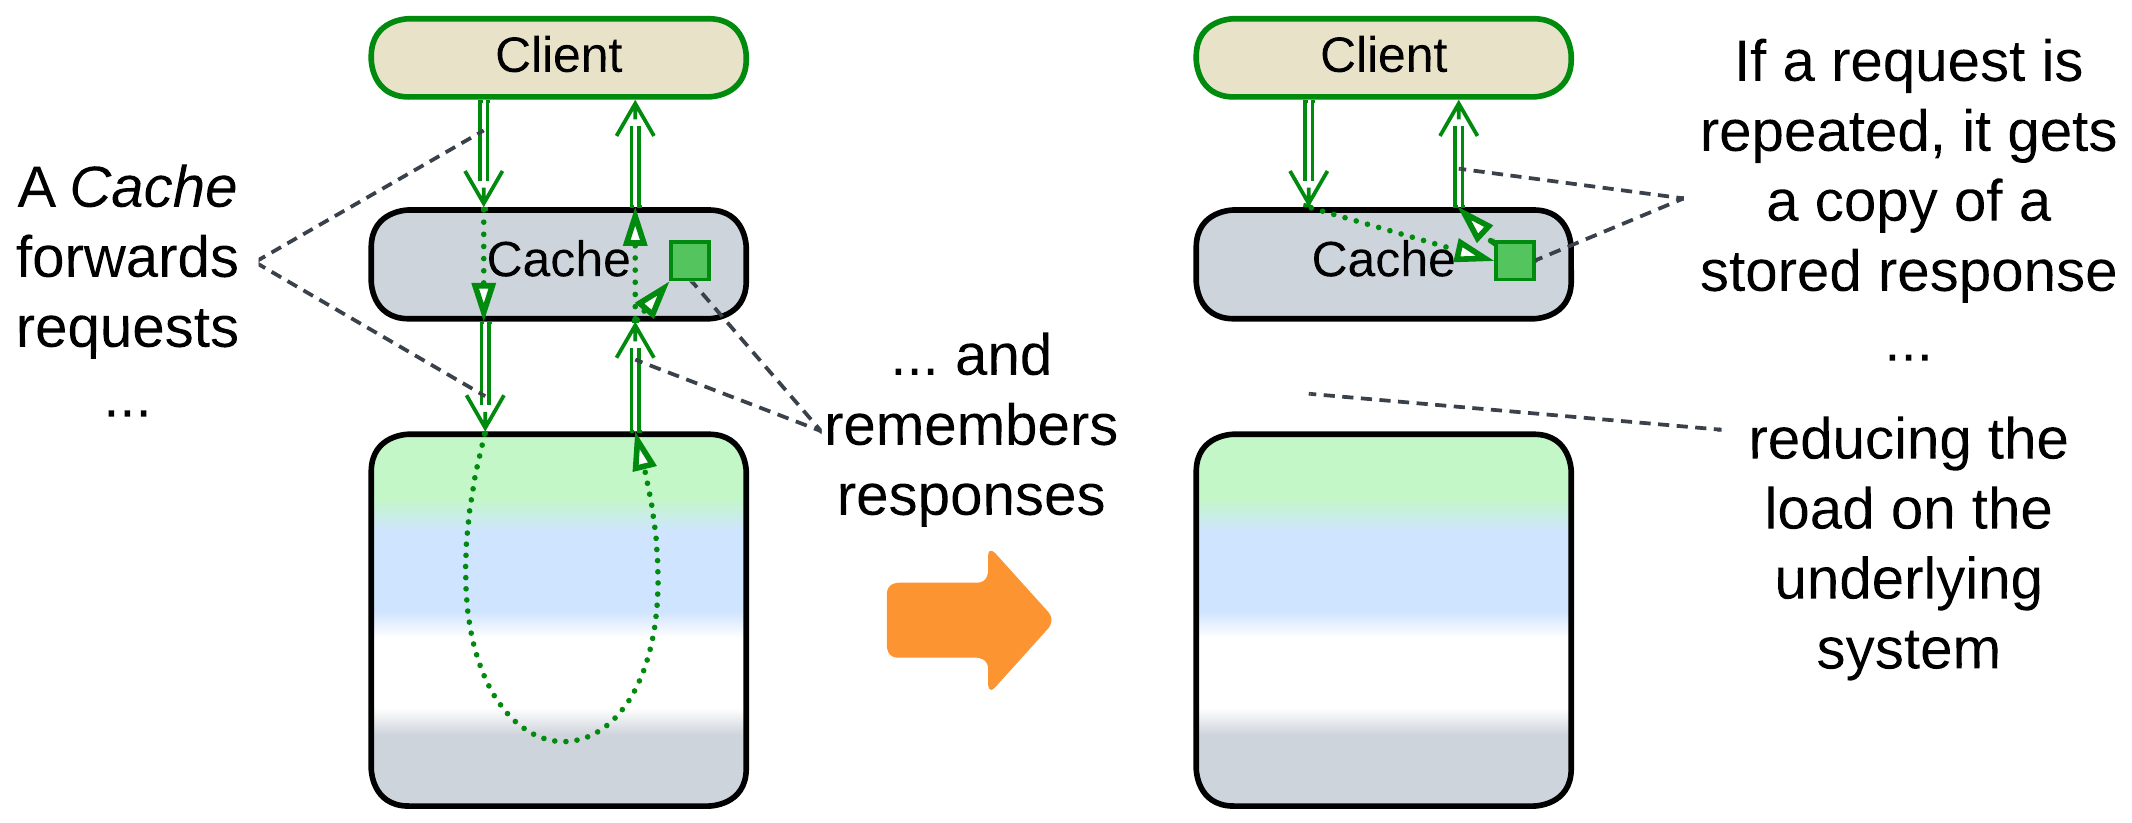 Client
Cache
A Cache
forwards
requests
...
... and
remembers
responses
Client
Cache
If a request is
repeated, it gets
a copy of a
stored response
...
reducing the
load on the
underlying
system